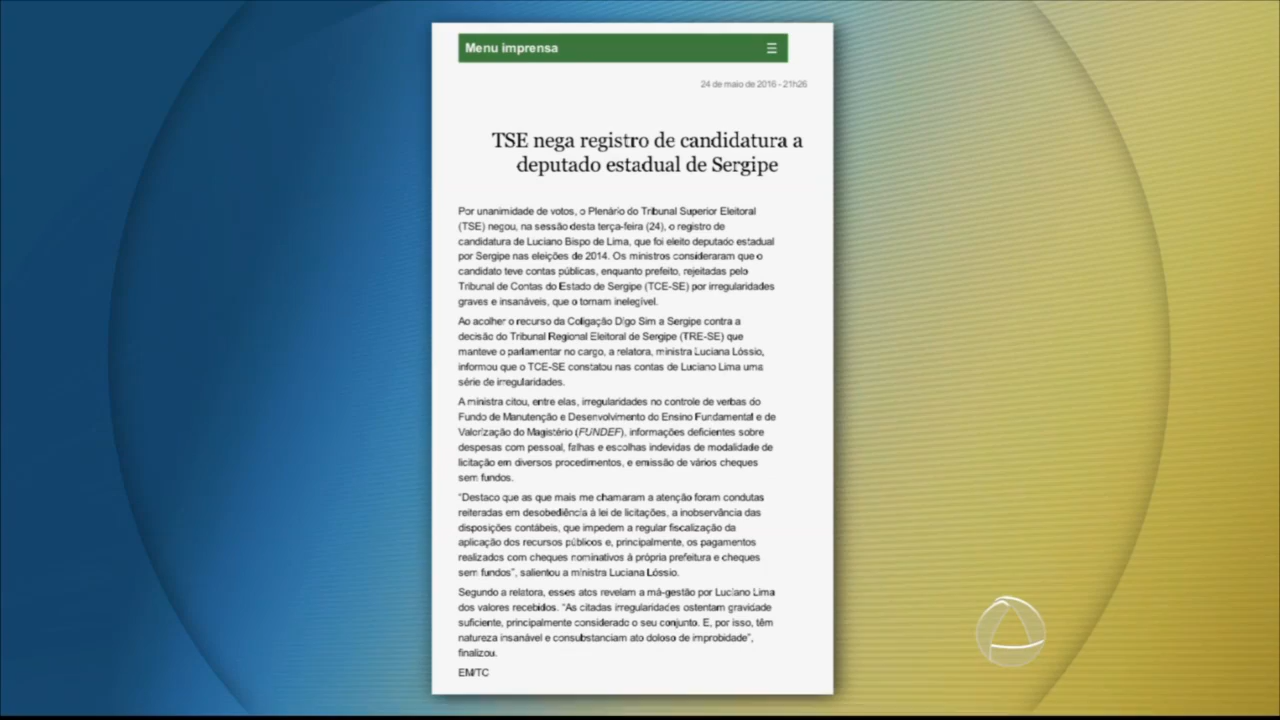 Menu imprensa
24 de maio de 2016 - 21h26
TSE nega registro de candidatura a
deputado estadual de Sergipe
Por unanimidade de votos, o Plenário do Tribunal Superior Eleitoral
(TSE) negou, na sessão desta terça-feira (24), o registro de
candidatura de Luciano Bispo de Lima, que foi eleito deputado estadual
por Sergipe nas eleições de 2014. Os ministros consideraram que o
candidato teve contas públicas, enquanto prefeito, rejeitadas pelo
Tribunal de Contas do Estado de Sergipe (TCE-SE) por irregularidades
graves e insanáveis, que o tornam inelegível.
Ao acolher o recurso da Coligação Digo Sim a Sergipe contra a
decisão do Tribunal Regional Eleitoral de Sergipe (TRE-SE) que
manteve o parlamentar no cargo, a relatora, ministra Luciana Lóssio,
informou que o TCE-SE constatou nas contas de Luciano Lima uma
série de irregularidades.
A ministra citou, entre elas, irregularidades no controle de verbas do
Fundo de Manutenção e Desenvolvimento do Ensino Fundamental e de
Valorização do Magistério (FUNDEF), informações deficientes sobre
despesas com pessoal, falhas e escolhas indevidas de modalidade de
licitação em diversos procedimentos, e emissão de vários cheques
sem fundos.
“Destaco que as que mais me chamaram a atenção foram condutas
reiteradas em desobediência à lei de licitações, a inobservância das
disposições contábeis, que impedem a regular fiscalização da
aplicação dos recursos públicos e, principalmente, os pagamentos
realizados com cheques nominativos à própria prefeitura e cheques
sem fundos”, salientou a ministra Luciana Lóssio.
Segundo a relatora, esses atos revelam a má-gestão por Luciano Lima
dos valores recebidos. “As citadas irregularidades ostentam gravidade
suficiente, principalmente considerado o seu conjunto. E, por isso, têm
natureza insanável e consubstanciam ato doloso de improbidade”,
finalizou.
EM/TC